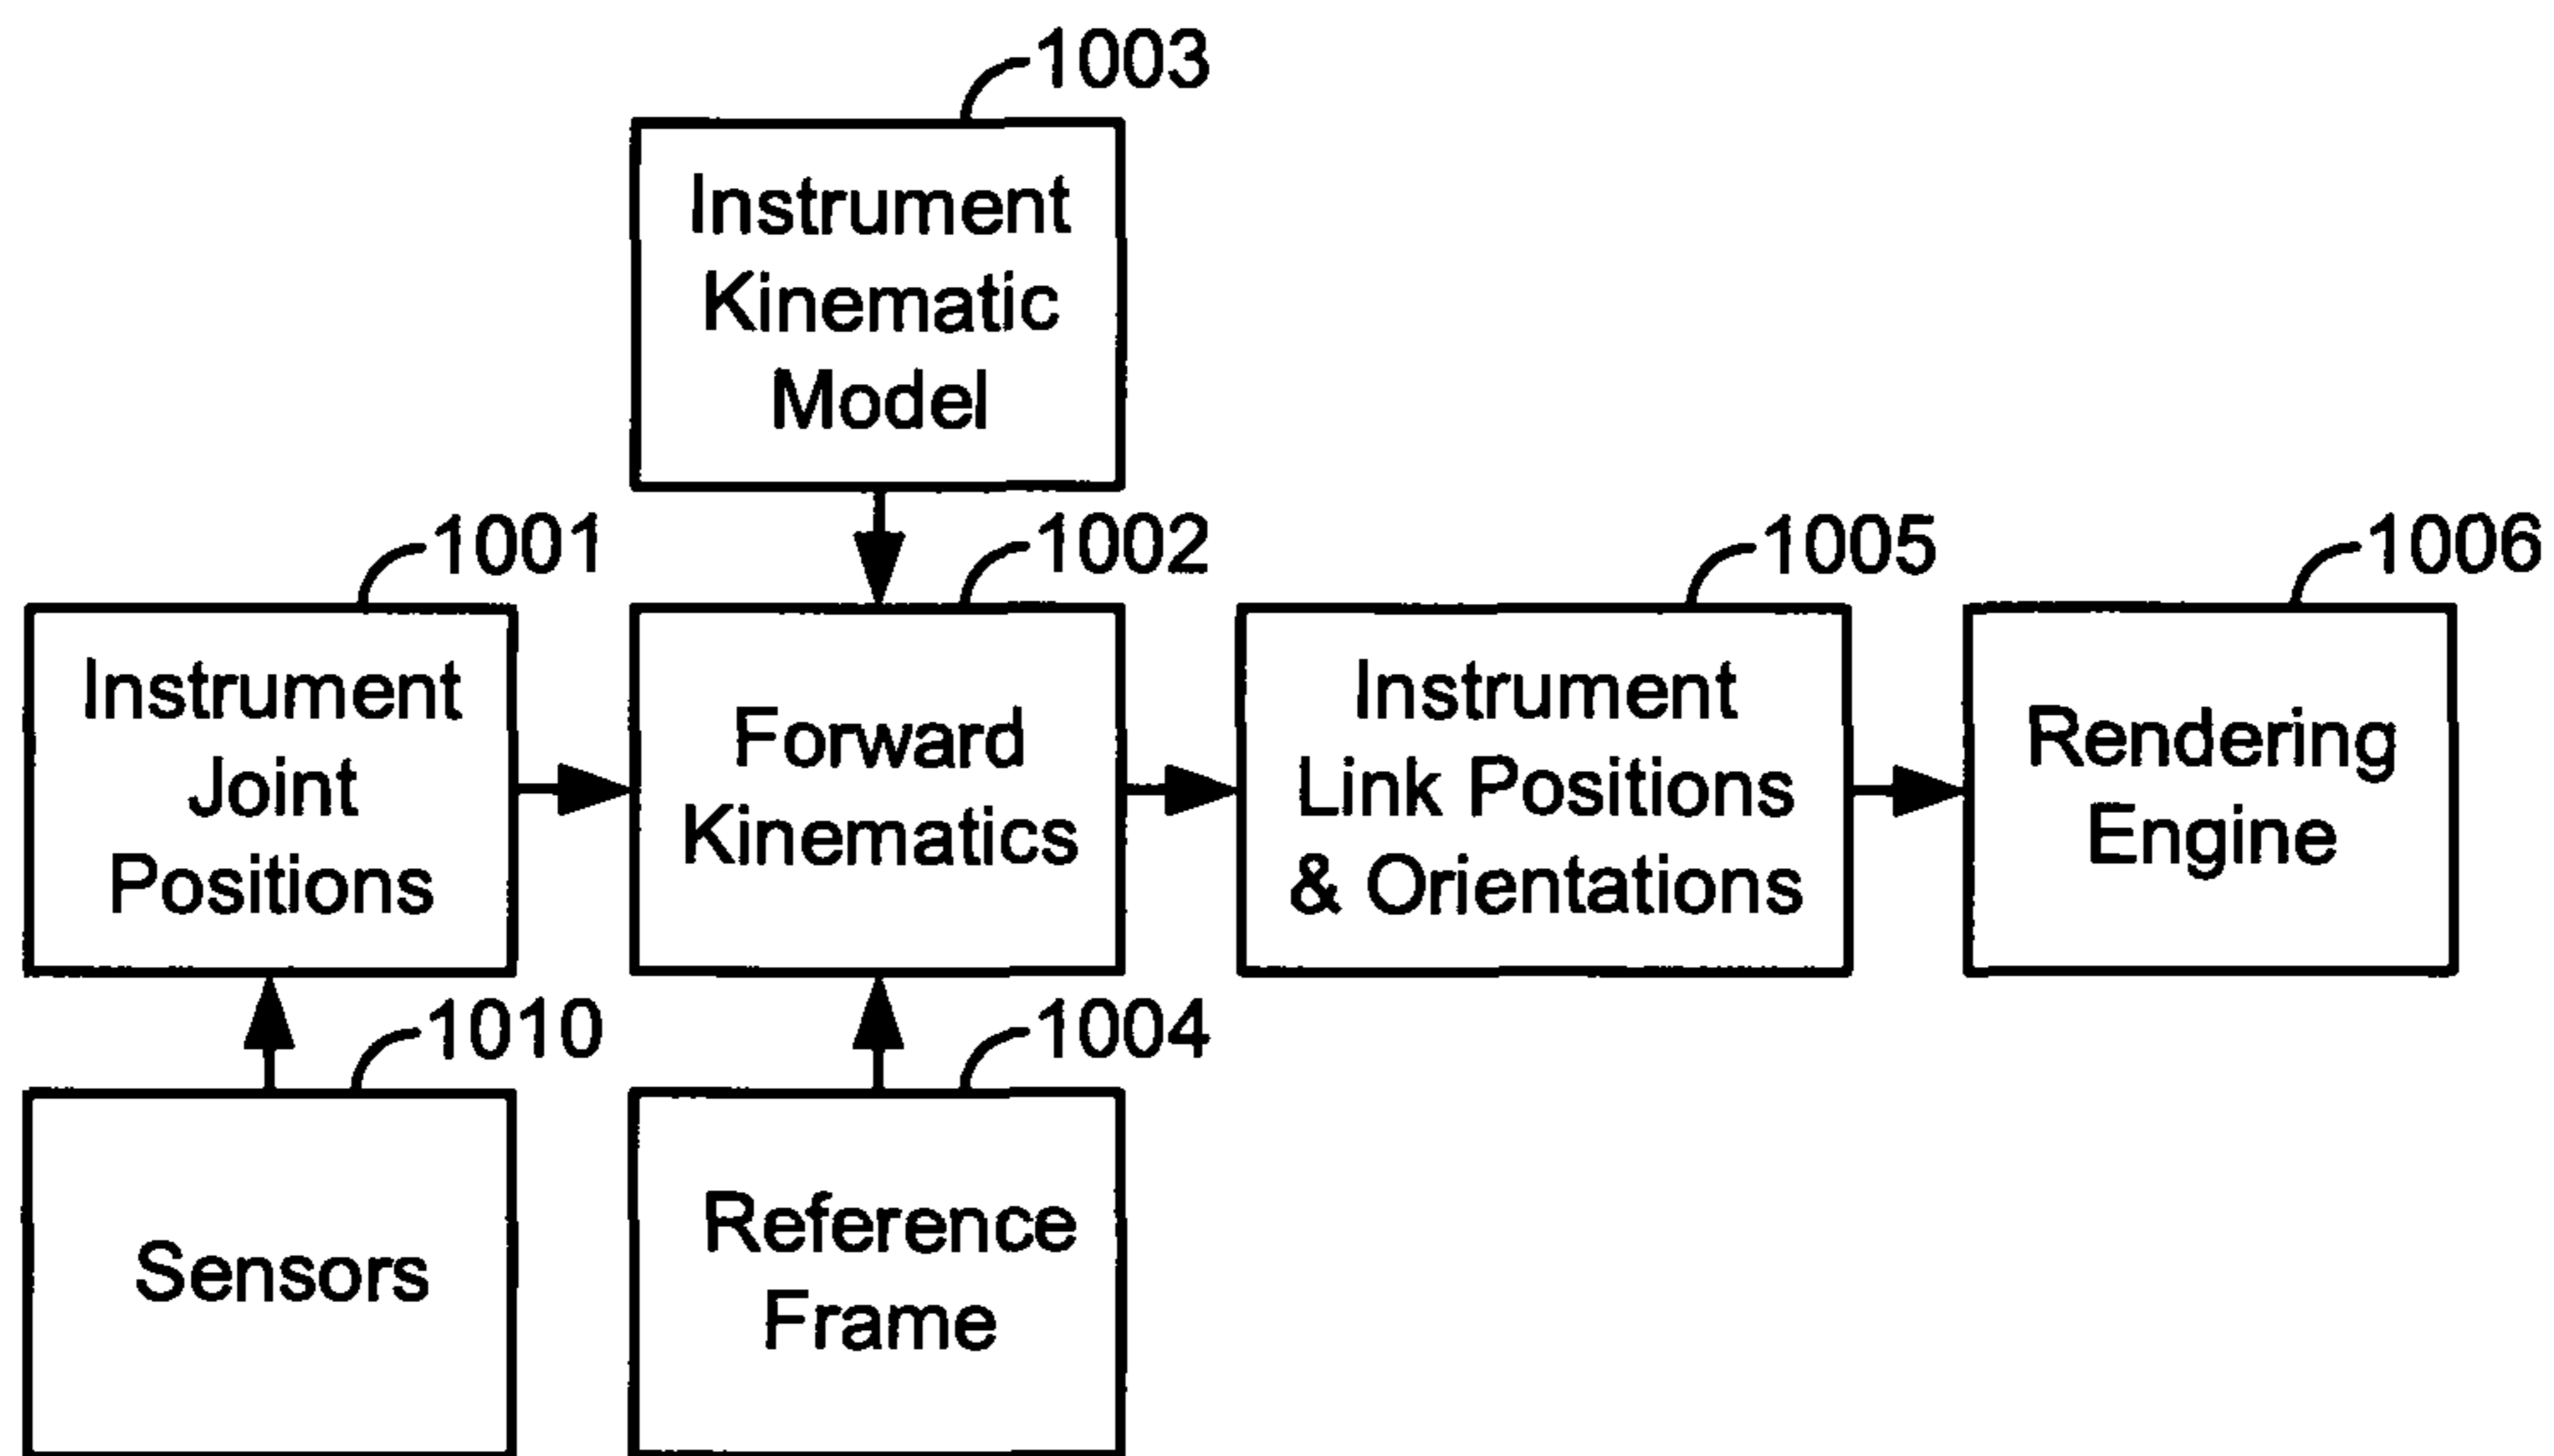 1003
Instrument
Kinematic
Model
1001
Instrument
Joint
Positions
1002
Forward
Kinematics
1005
Instrument
Link Positions
& Orientations
1006
Rendering
Engine
1010
Sensors
1004
Reference
Frame